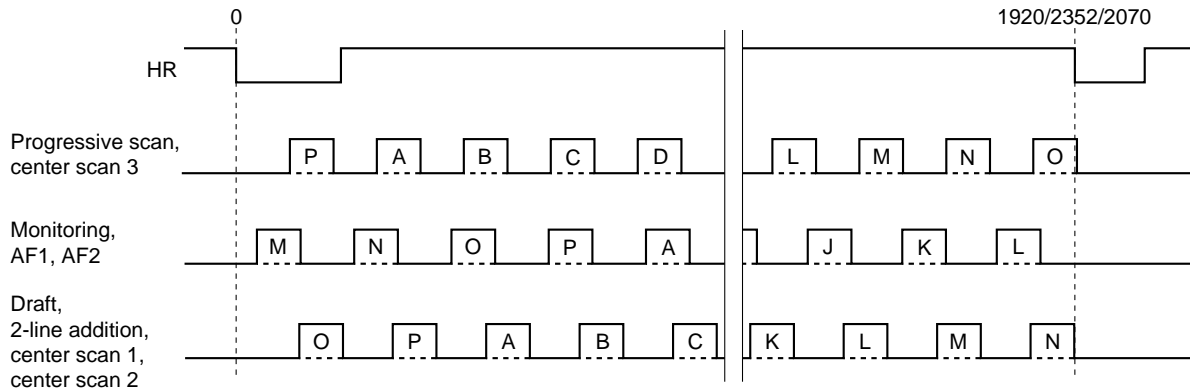 0 1920/2352/2070
HR
Progressive scan,
center scan 3
P A B C D L M N O
Monitoring,
AF1, AF2
M N O P A J K L
Draft,
2-line addition,
center scan 1,
center scan 2
O P A B C K L M N